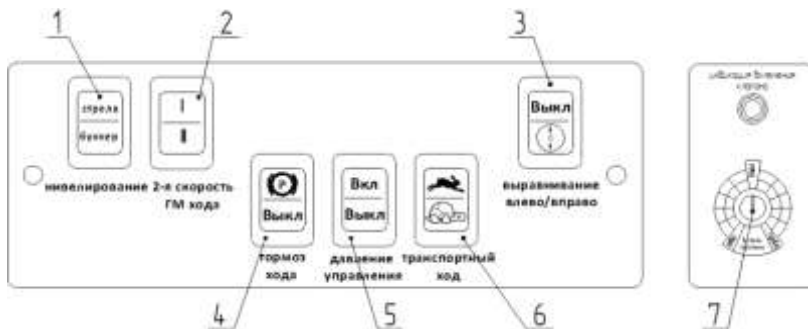 1
2
3
стрела
бункер
нивелирование
I
II
2-я скорость
ГМ хода
Выкл
выравнивание
влево/вправо
P
Выкл
тормоз
хода
Вкл
Выкл
давление
управления
транспортный
ход
4
5
6
7